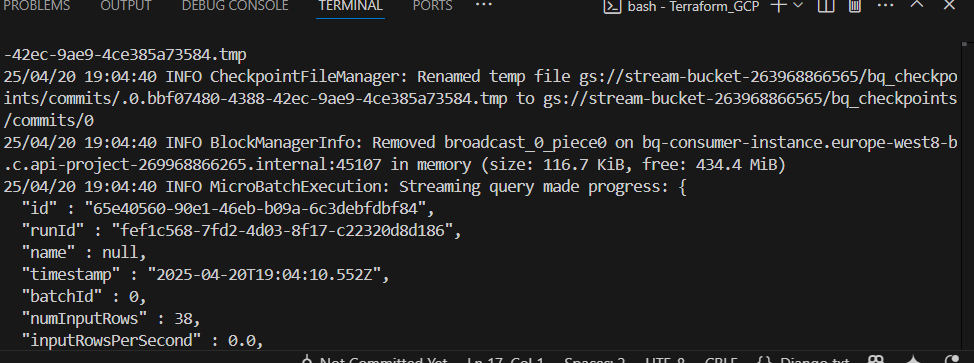 PROBLEMS OUTPUT DEBUG CONSOLE TERMINAL PORTS ··· bash - Terraform_GCP
-42ec-9ae9-4ce385a73584.tmp
25/04/20 19:04:40 INFO CheckpointFileManager: Renamed temp file gs://stream-bucket-263968866565/bq_checkpo
ints/commits/.0.bbf07480-4388-42ec-9ae9-4ce385a73584.tmp to gs://stream-bucket-263968866565/bq_checkpoints
/commits/0
25/04/20 19:04:40 INFO BlockManagerInfo: Removed broadcast_0_piece0 on bq-consumer-instance.europe-west8-b
.c.api-project-269968866265.internal:45107 in memory (size: 116.7 KiB, free: 434.4 MiB)
25/04/20 19:04:40 INFO MicroBatchExecution: Streaming query made progress: {
"id" : "65e40560-90e1-46eb-b09a-6c3debfdbf84",
"runId" : "fef1c568-7fd2-4d03-8f17-c22320d8d186",
"name" : null,
"timestamp" : "2025-04-20T19:04:10.552Z",
"batchId" : 0,
"numInputRows" : 38,
"inputRowsPerSecond" : 0.0,
Not Committed Yet Ln 17, Col 1 Spaces: 2 UTF-8 CRLF {} Django txt